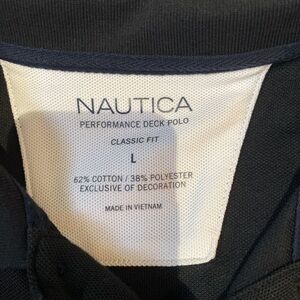 NAUTICA
PERFORMANCE DECK POLO
CLASSIC FIT
L
62% COTTON / 38% POLYESTER
EXCLUSIVE OF DECORATION
MADE IN VIETNAM